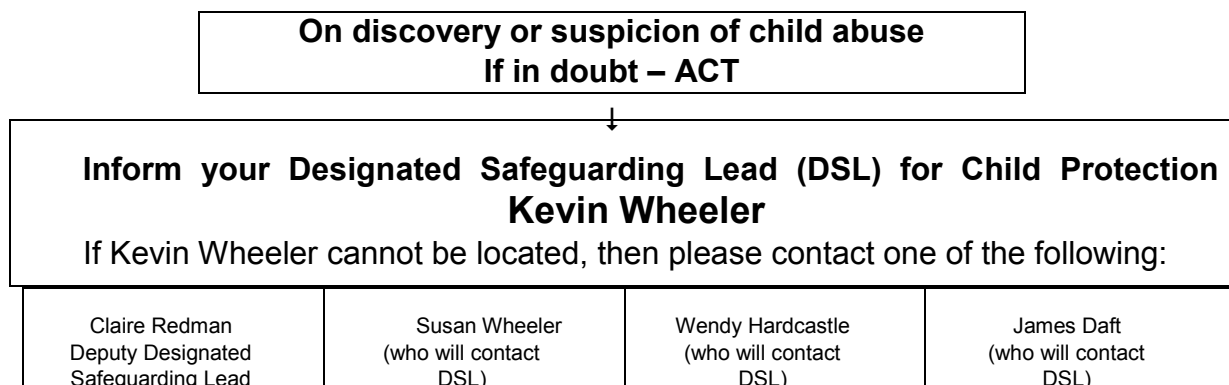 On discovery or suspicion of child abuse
If in doubt – ACT
Inform your Designated Safeguarding Lead (DSL) for Child Protection
Kevin Wheeler
If Kevin Wheeler cannot be located, then please contact one of the following:
Claire Redman
Deputy Designated
Safeguarding Lead
Susan Wheeler
(who will contact
DSL)
Wendy Hardcastle
(who will contact
DSL)
James Daft
(who will contact
DSL)